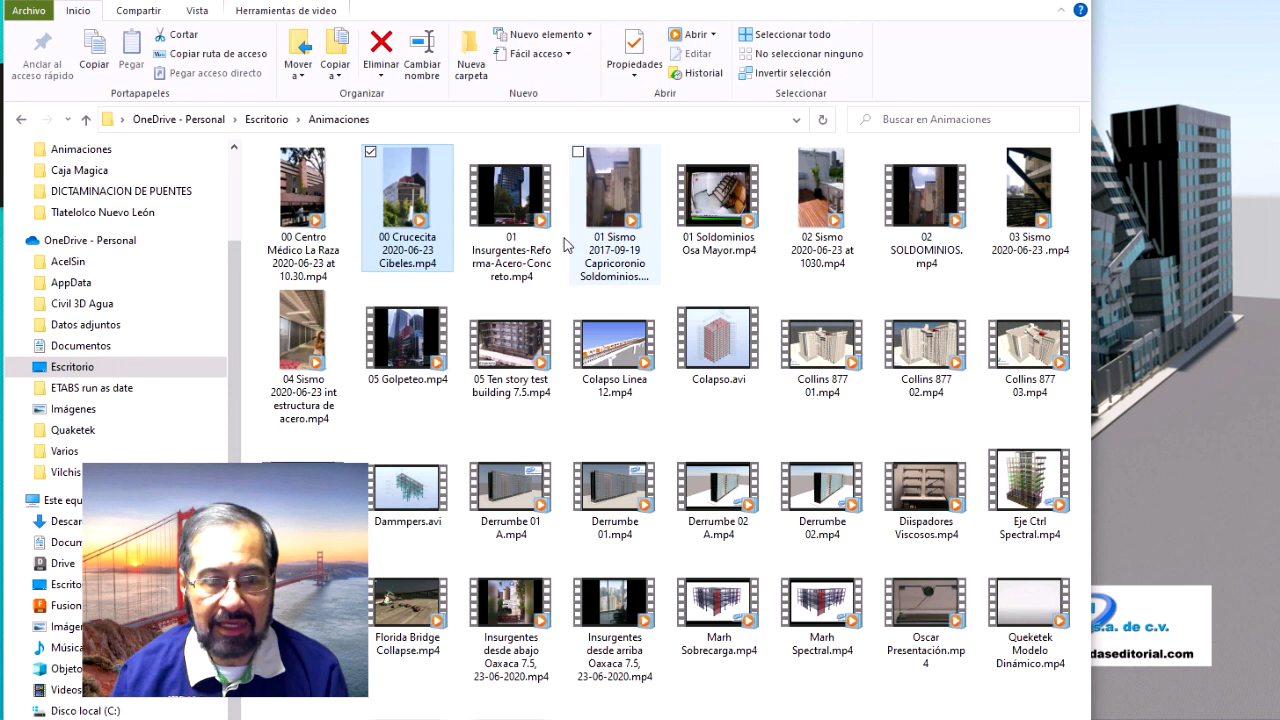 Archivo Inicio Compartir Vista Herramientas de video
Anclar al
acceso rápido
Copiar
Pegar
Cortar
Copiar ruta de acceso
Pegar acceso directo
Mover
a
Copiar
a
Eliminar
Cambiar
nombre
Nueva
carpeta
Nuevo elemento
Fácil acceso
Propiedades
Abrir
Editar
Historial
Seleccionar todo
No seleccionar ninguno
Invertir selección
Portapapeles Organizar Nuevo Abrir Seleccionar
OneDrive - Personal > Escritorio > Animaciones
Buscar en Animaciones
Animaciones
Caja Magica
DICTAMINACION DE PUENTES
Tlatelolco Nuevo León
OneDrive - Personal
AcelSin
AppData
Civil 3D Agua
Datos adjuntos
Documentos
Escritorio
ETABS run as date
Imágenes
Quaketek
Varios
Vilchis
Este equ
Descar
Docum
Drive
Escrito
Fusion
Imáger
Música
Objeto
Videos
Disco local (C:)
00 Centro
Médico La Raza
2020-06-23 at
10.30.mp4
00 Crucecita
2020-06-23
Cibeles.mp4
01
Insurgentes-Refo
rma-Acero-Conc
reto.mp4
01 Sismo
2017-09-19
Capricoronio
Soldominios....
01 Soldominios
Osa Mayor.mp4
02 Sismo
2020-06-23 at
1030.mp4
02
SOLDOMINIOS.
mp4
03 Sismo
2020-06-23 .mp4
04 Sismo
2020-06-23 int
estructura de
acero.mp4
05 Golpeteo.mp4
05 Ten story test
building 7.5.mp4
Colapso Linea
12.mp4
Colapso.avi
Collins 877
01.mp4
Collins 877
02.mp4
Collins 877
03.mp4
Dammpers.avi
Derrumbe 01
A.mp4
Derrumbe
01.mp4
Derrumbe 02
A.mp4
Derrumbe
02.mp4
Diispadores
Viscosos.mp4
Eje Ctrl
Spectral.mp4
Florida Bridge
Collapse.mp4
Insurgentes
desde abajo
Oaxaca 7.5,
23-06-2020.mp4
Insurgentes
desde arriba
Oaxaca 7.5,
23-06-2020.mp4
Marh
Sobrecarga.mp4
Marh
Spectral.mp4
Oscar
Presentación.mp
4
Queketek
Modelo
Dinámico.mp4
s.a. de c.v.
daseditorial.com